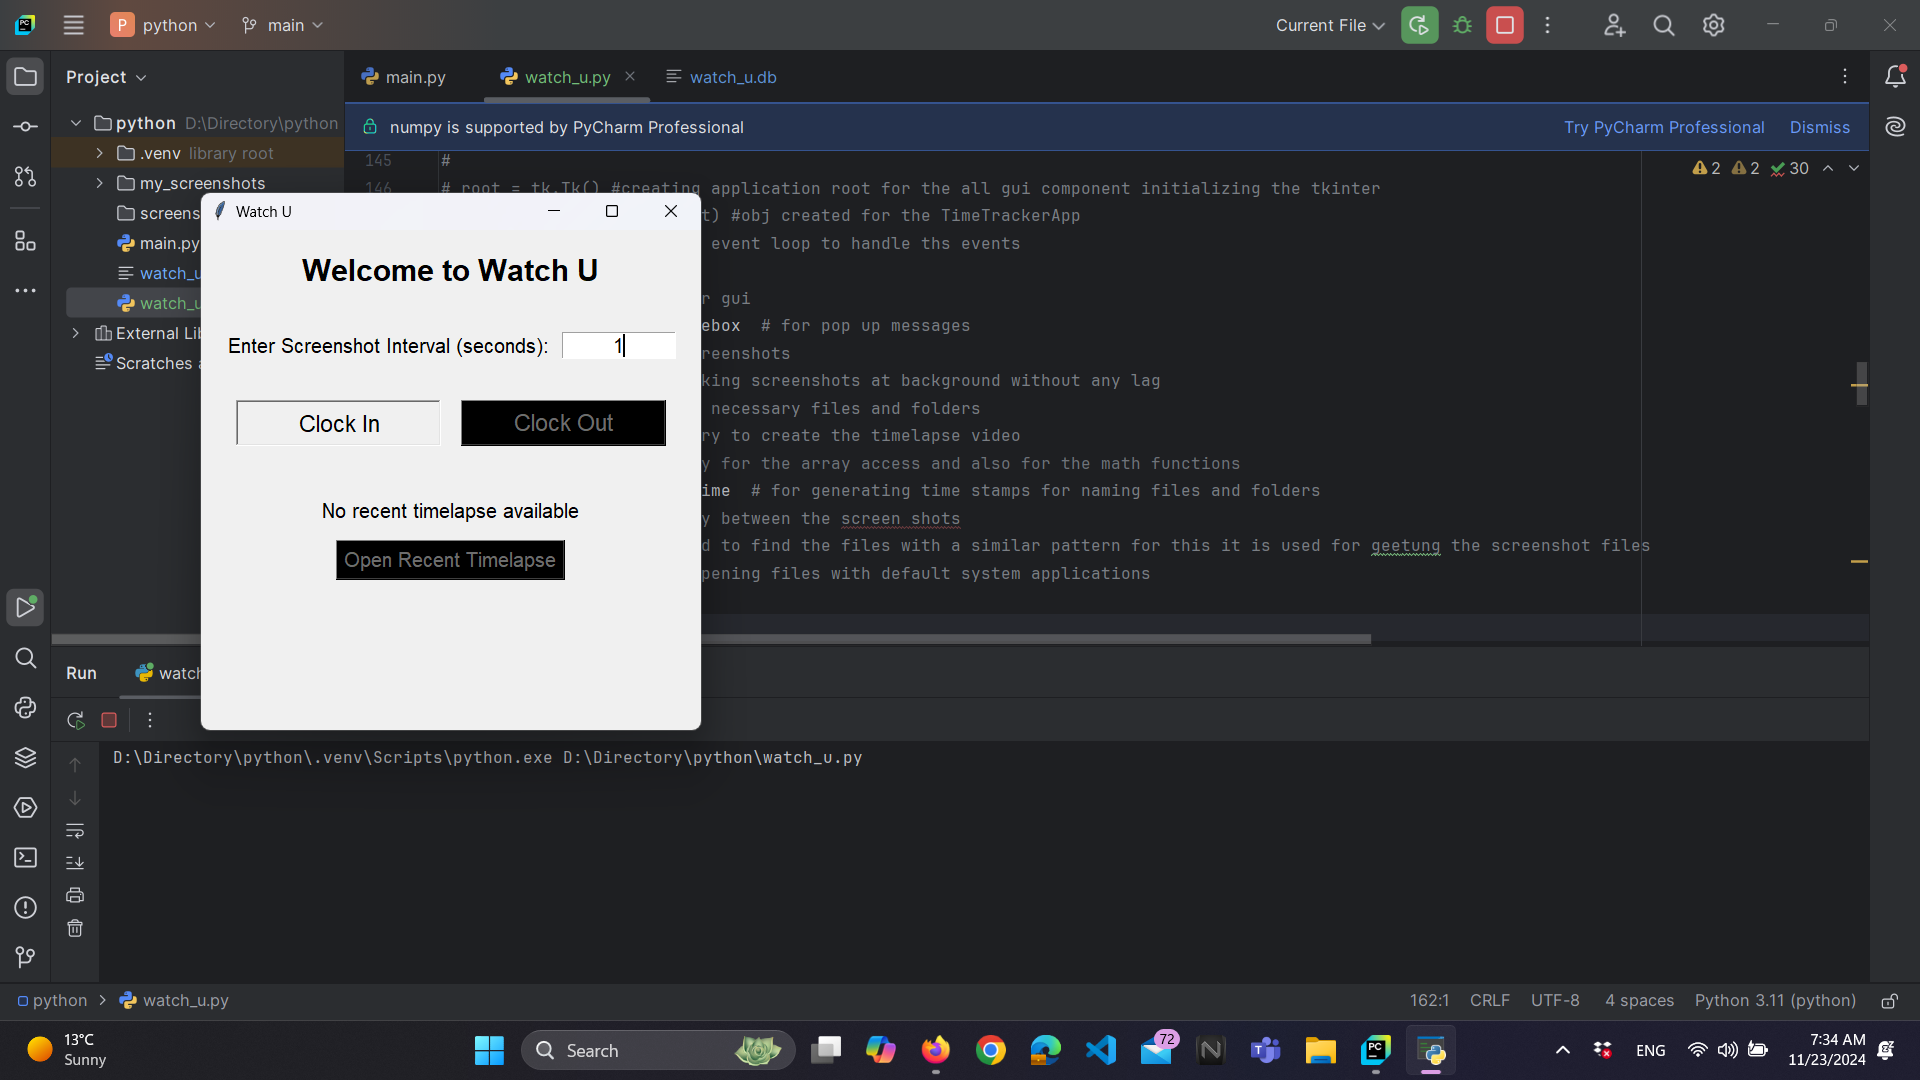 P python main Current File
Project
main.py watch_u.py watch_u.db
numpy is supported by PyCharm Professional Try PyCharm Professional Dismiss
python D:\Directory\python
.venv library root
my_screenshots
screens
main.py
watch_u
watch_u
External Lib
Scratches a
145 #
146 # root = tk.Tk() #creating application root for the all gui component initializing the tkinter
t) #obj created for the TimeTrackerApp
event loop to handle ths events
r gui
ebox # for pop up messages
reenshots
king screenshots at background without any lag
necessary files and folders
ry to create the timelapse video
y for the array access and also for the math functions
ime # for generating time stamps for naming files and folders
y between the screen shots
d to find the files with a similar pattern for this it is used for geetung the screenshot files
pening files with default system applications
2 2 30
Watch U
Welcome to Watch U
Enter Screenshot Interval (seconds): 1
Clock In Clock Out
No recent timelapse available
Open Recent Timelapse
Run watch
D:\Directory\python\.venv\Scripts\python.exe D:\Directory\python\watch_u.py
python watch_u.py 162:1 CRLF UTF-8 4 spaces Python 3.11 (python)
13°C
Sunny
Search
72
ENG
7:34 AM
11/23/2024